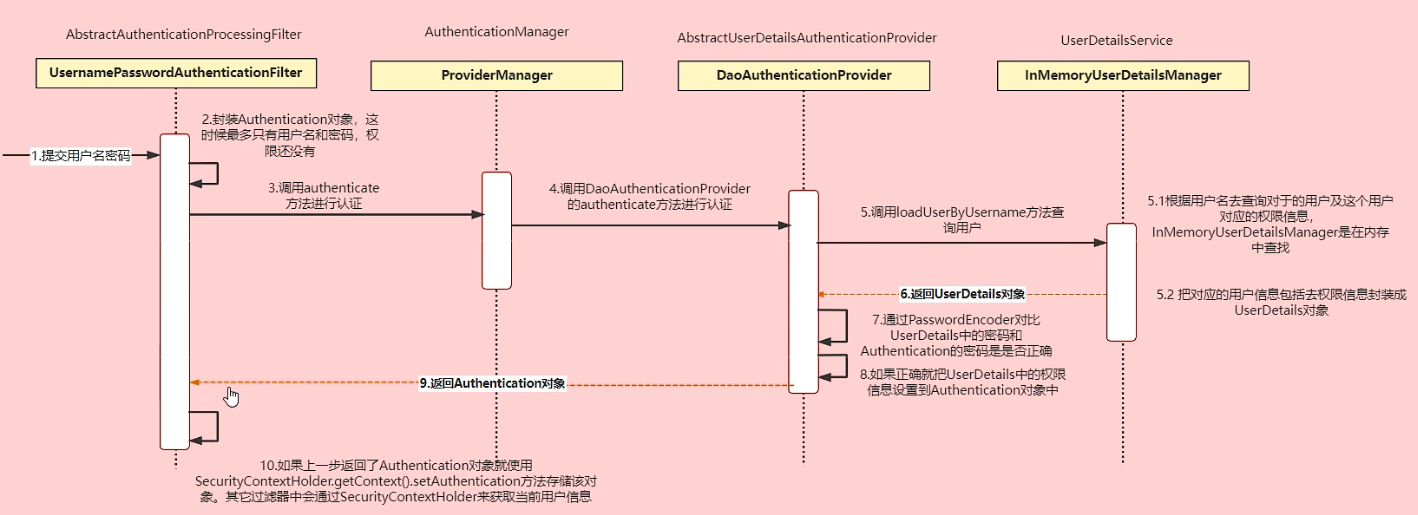 AbstractAuthenticationProcessingFilter
AuthenticationManager
AbstractUserDetailsAuthenticationProvider
UserDetailsService
UsernamePasswordAuthenticationFilter
ProviderManager
DaoAuthenticationProvider
InMemoryUserDetailsManager
1.提交用户名密码
2.封装Authentication对象，这
时候最多只有用户名和密码，权
限还没有
3.调用authenticate
方法进行认证
4.调用DaoAuthenticationProvider
的authenticate方法进行认证
5.调用loadUserByUsername方法查
询用户
5.1根据用户名去查询对于的用户及这个用户
对应的权限信息，
InMemoryUserDetailsManager是在内存
中查找
5.2 把对应的用户信息包括去权限信息封装成
UserDetails对象
6.返回UserDetails对象
7.通过PasswordEncoder对比
UserDetails中的密码和
Authentication的密码是是否正确
8.如果正确就把UserDetails中的权限
信息设置到Authentication对象中
9.返回Authentication对象
10.如果上一步返回了Authentication对象就使用
SecurityContextHolder.getContext().setAuthentication方法存储该对
象。其它过滤器中会通过SecurityContextHolder来获取当前用户信息